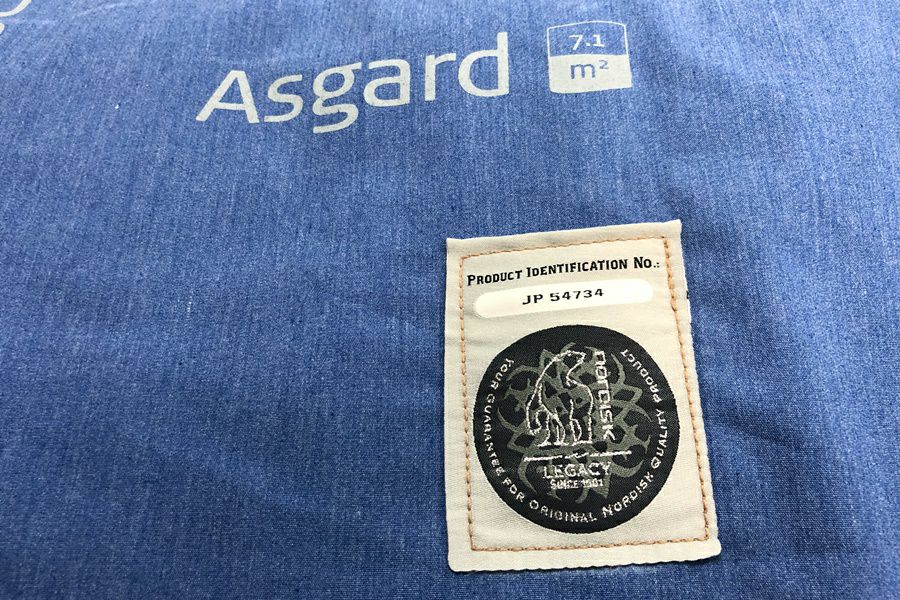 Asgard
7.1
m²
PRODUCT IDENTIFICATION NO.:
JP 54734
NORDISK
LEGACY
SINCE 1901
YOUR GUARANTEE FOR ORIGINAL NORDISK QUALITY PRODUCT